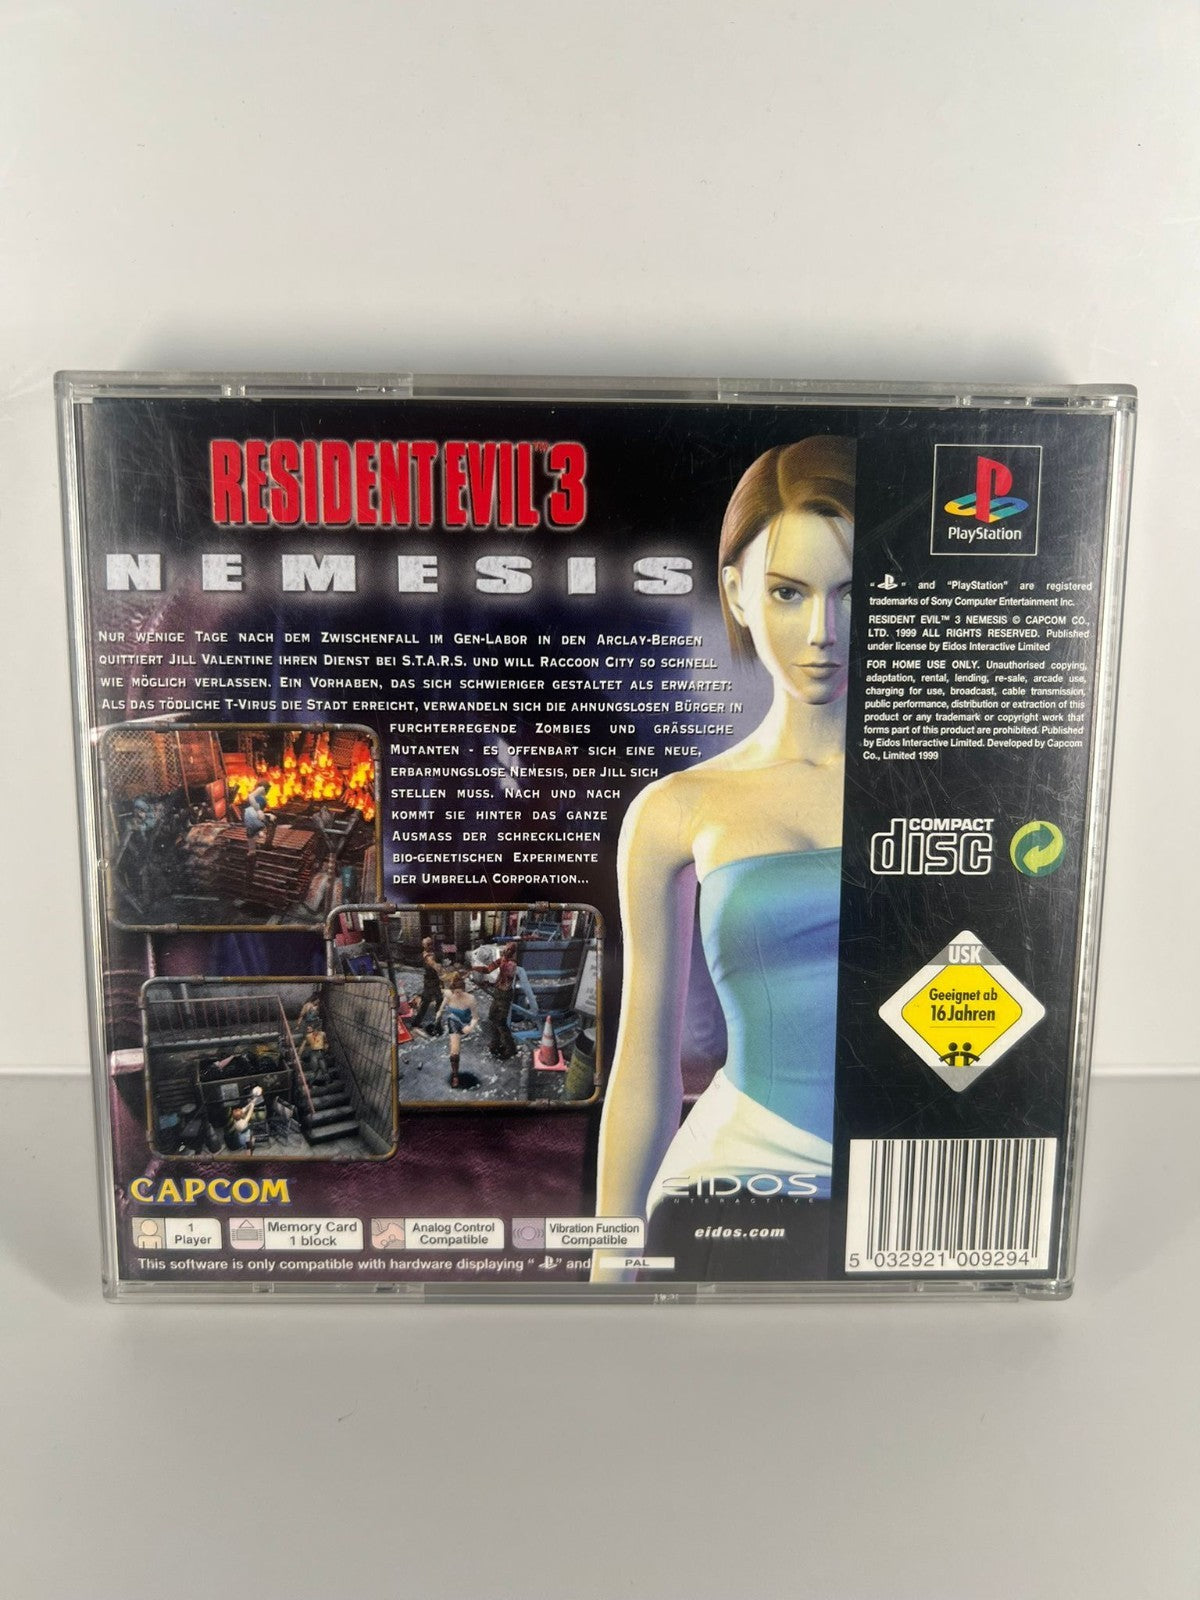 RESIDENT EVIL™ 3
NEMESIS
NUR WENIGE TAGE NACH DEM ZWISCHENFALL IM GEN-LABOR IN DEN ARCLAY-BERGEN
QUITTIERT JILL VALENTINE IHREN DIENST BEI S.T.A.R.S. UND WILL RACCOON CITY SO SCHNELL
WIE MÖGLICH VERLASSEN. EIN VORHABEN, DAS SICH SCHWIERIGER GESTALTET ALS ERWARTET:
ALS DAS TÖDLICHE T-VIRUS DIE STADT ERREICHT, VERWANDELN SICH DIE AHNUNGSLOSEN BÜRGER IN
FURCHTERREGENDE ZOMBIES UND GRÄSSLICHE
MUTANTEN - ES OFFENBART SICH EINE NEUE,
ERBARMUNGSLOSE NEMESIS, DER JILL SICH
STELLEN MUSS. NACH UND NACH
KOMMT SIE HINTER DAS GANZE
AUSMASS DER SCHRECKLICHEN
BIO-GENETISCHEN EXPERIMENTE
DER UMBRELLA CORPORATION...
CAPCOM
1
Player
Memory Card
1 block
Analog Control
Compatible
Vibration Function
Compatible
This software is only compatible with hardware displaying " " and
PAL
EIDOS
INTERACTIVE
eidos.com
PlayStation
" " and "PlayStation" are registered
trademarks of Sony Computer Entertainment Inc.
RESIDENT EVIL™ 3 NEMESIS © CAPCOM CO.,
LTD. 1999 ALL RIGHTS RESERVED. Published
under license by Eidos Interactive Limited
FOR HOME USE ONLY. Unauthorised copying,
adaptation, rental, lending, re-sale, arcade use,
charging for use, broadcast, cable transmission,
public performance, distribution or extraction of this
product or any trademark or copyright work that
forms part of this product are prohibited. Published
by Eidos Interactive Limited. Developed by Capcom
Co., Limited 1999
COMPACT
disc
USK
Geeignet ab
16 Jahren
5 032921 009294